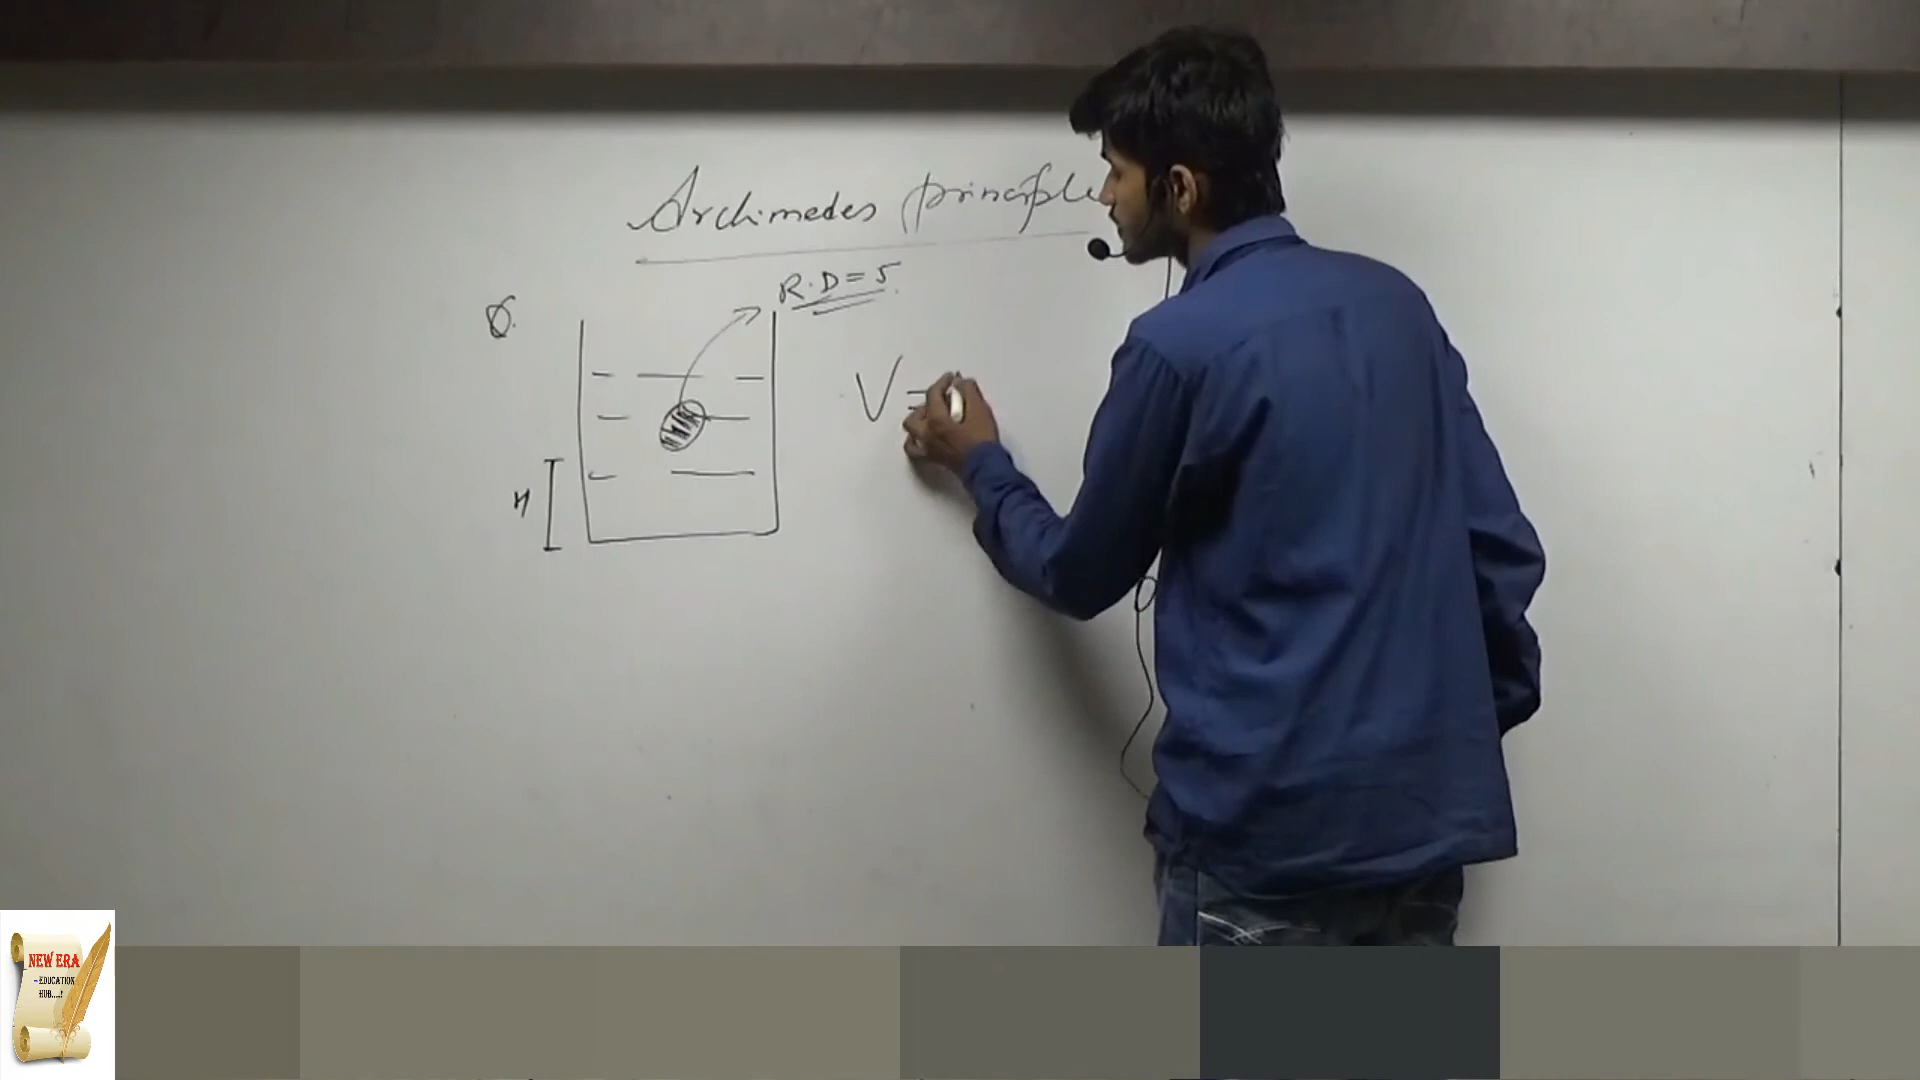 Archimedes principle
R.D = 5
Q.
V =
H
NEW ERA
- EDUCATION
HUB....!